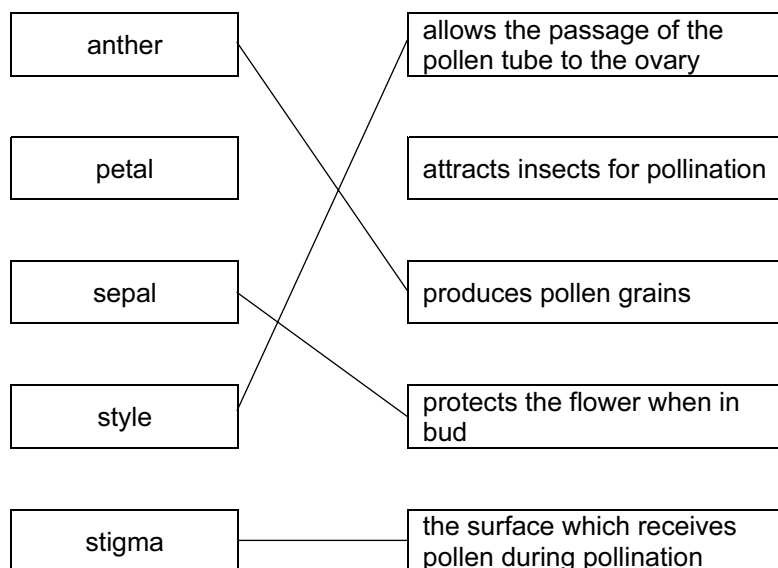 anther
allows the passage of the
pollen tube to the ovary
petal
attracts insects for pollination
sepal
produces pollen grains
style
protects the flower when in
bud
stigma
the surface which receives
pollen during pollination